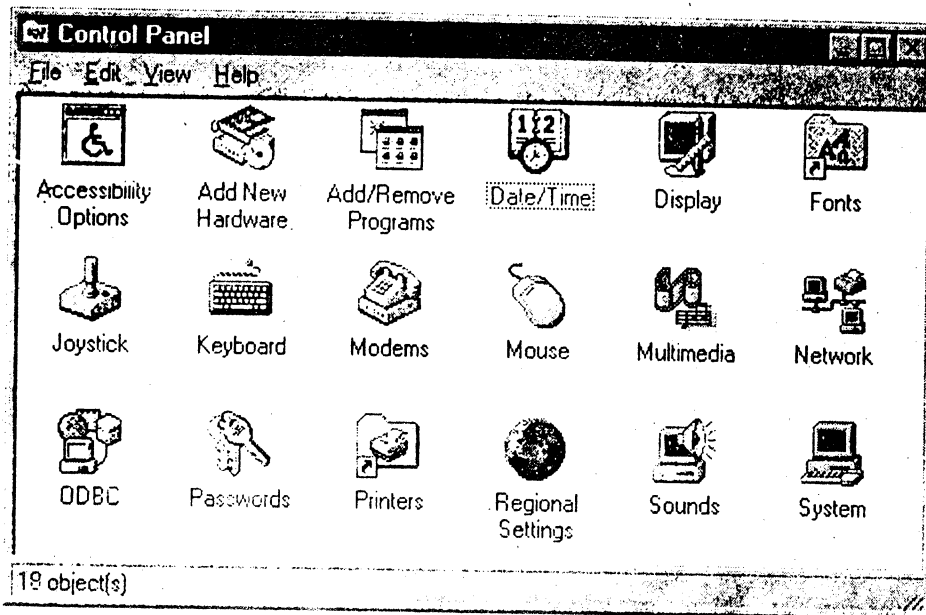 Control Panel
File Edit View Help
Accessibility Options
Add New Hardware
Add/Remove Programs
Date/Time
Display
Fonts
Joystick
Keyboard
Modems
Mouse
Multimedia
Network
ODBC
Passwords
Printers
Regional Settings
Sounds
System
18 object(s)